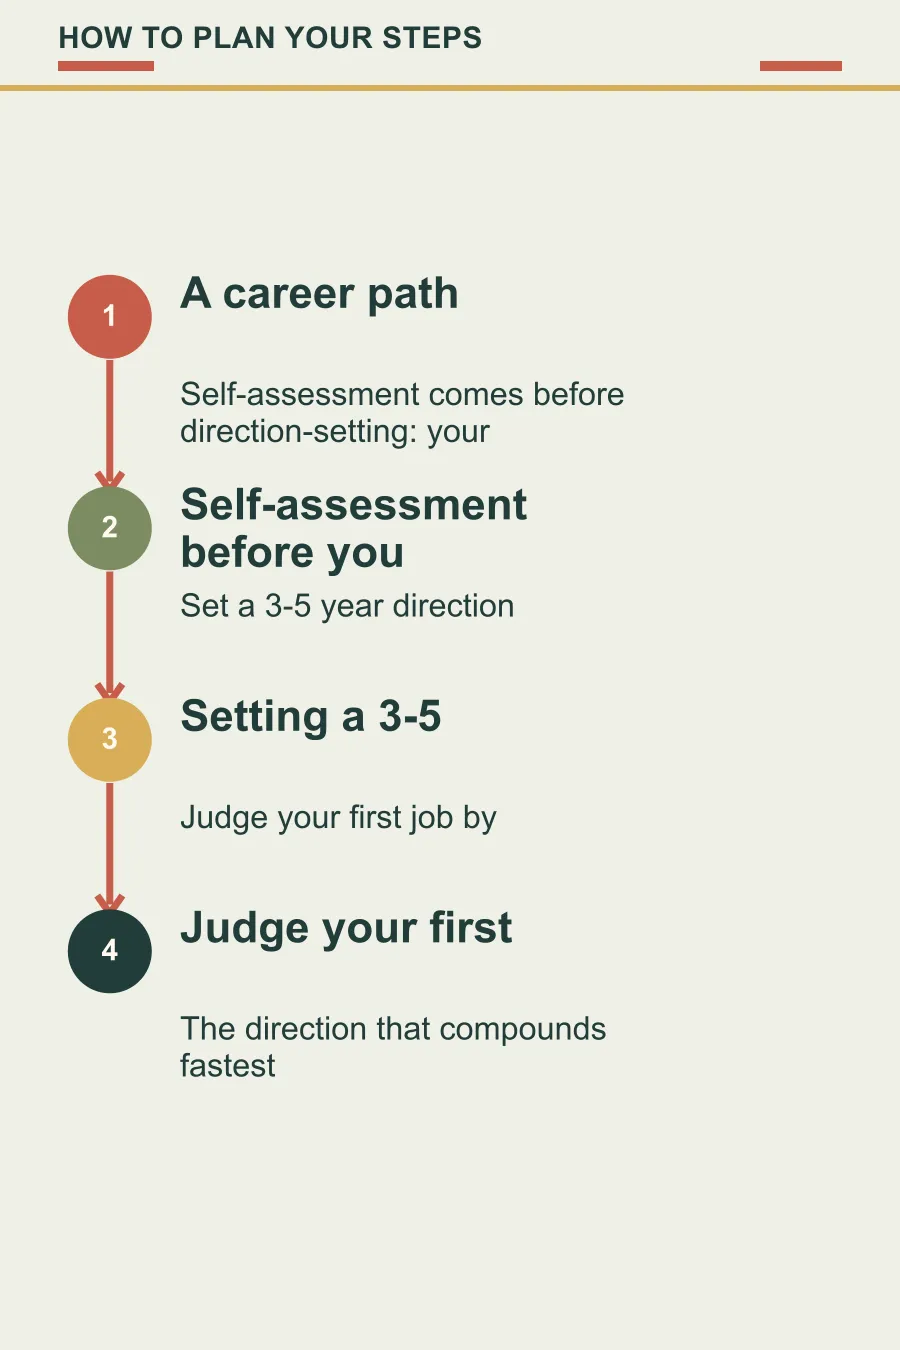 HOW TO PLAN YOUR STEPS
1
A career path
Self-assessment comes before
direction-setting: your
2
Self-assessment
before you
Set a 3-5 year direction
3
Setting a 3-5
Judge your first job by
4
Judge your first
The direction that compounds
fastest